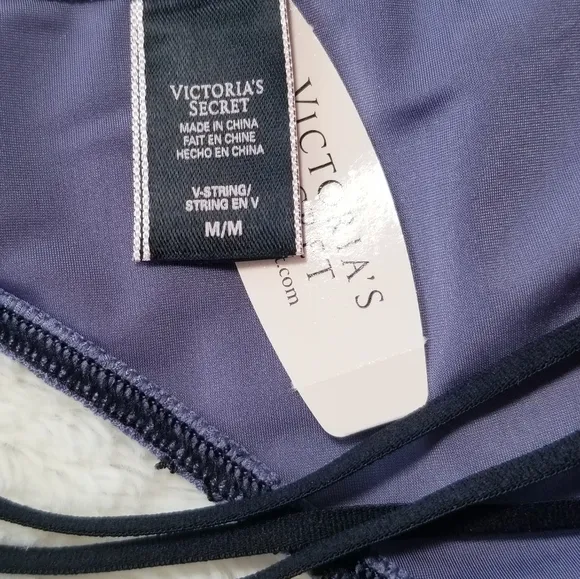 VICTORIA'S
SECRET
MADE IN CHINA
FAIT EN CHINE
HECHO EN CHINA
V-STRING/
STRING EN V
M/M
VICTORIA'S
.com